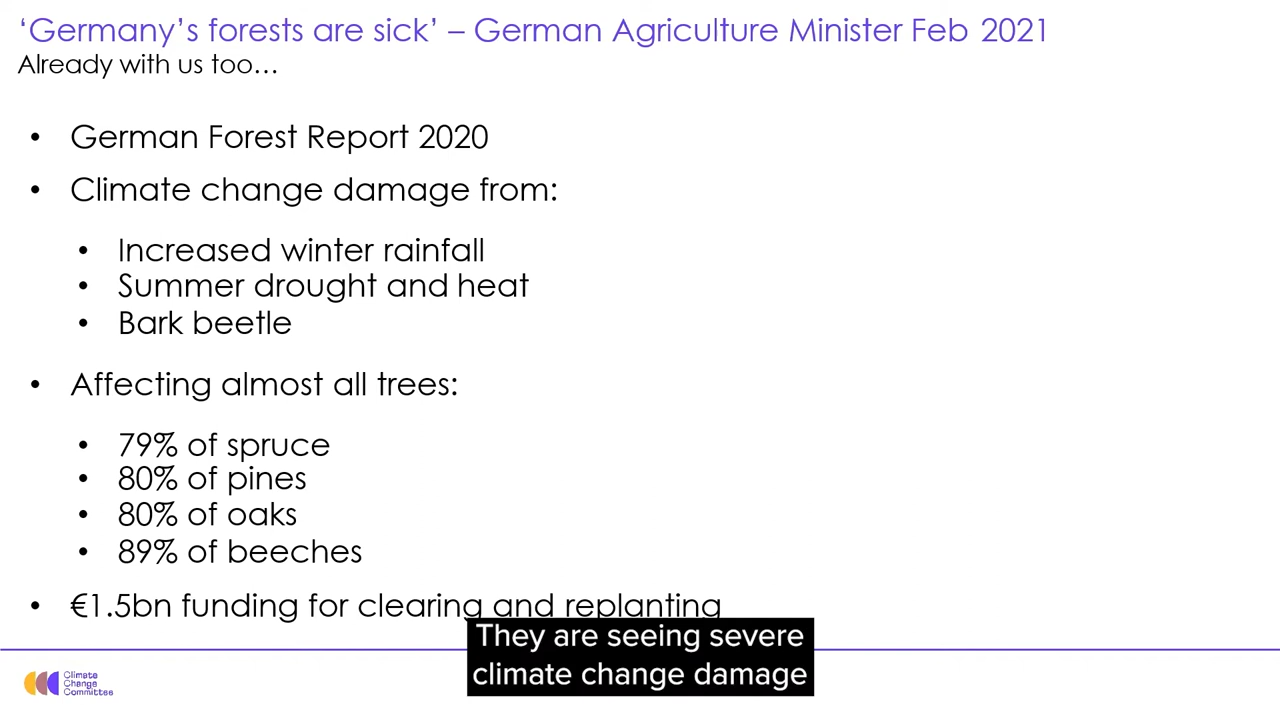 ‘Germany’s forests are sick’ – German Agriculture Minister Feb 2021
Already with us too…
• German Forest Report 2020
• Climate change damage from:
• Increased winter rainfall
• Summer drought and heat
• Bark beetle
• Affecting almost all trees:
• 79% of spruce
• 80% of pines
• 80% of oaks
• 89% of beeches
• €1.5bn funding for clearing and replanting
They are seeing severe
climate change damage
Climate
Change
Committee